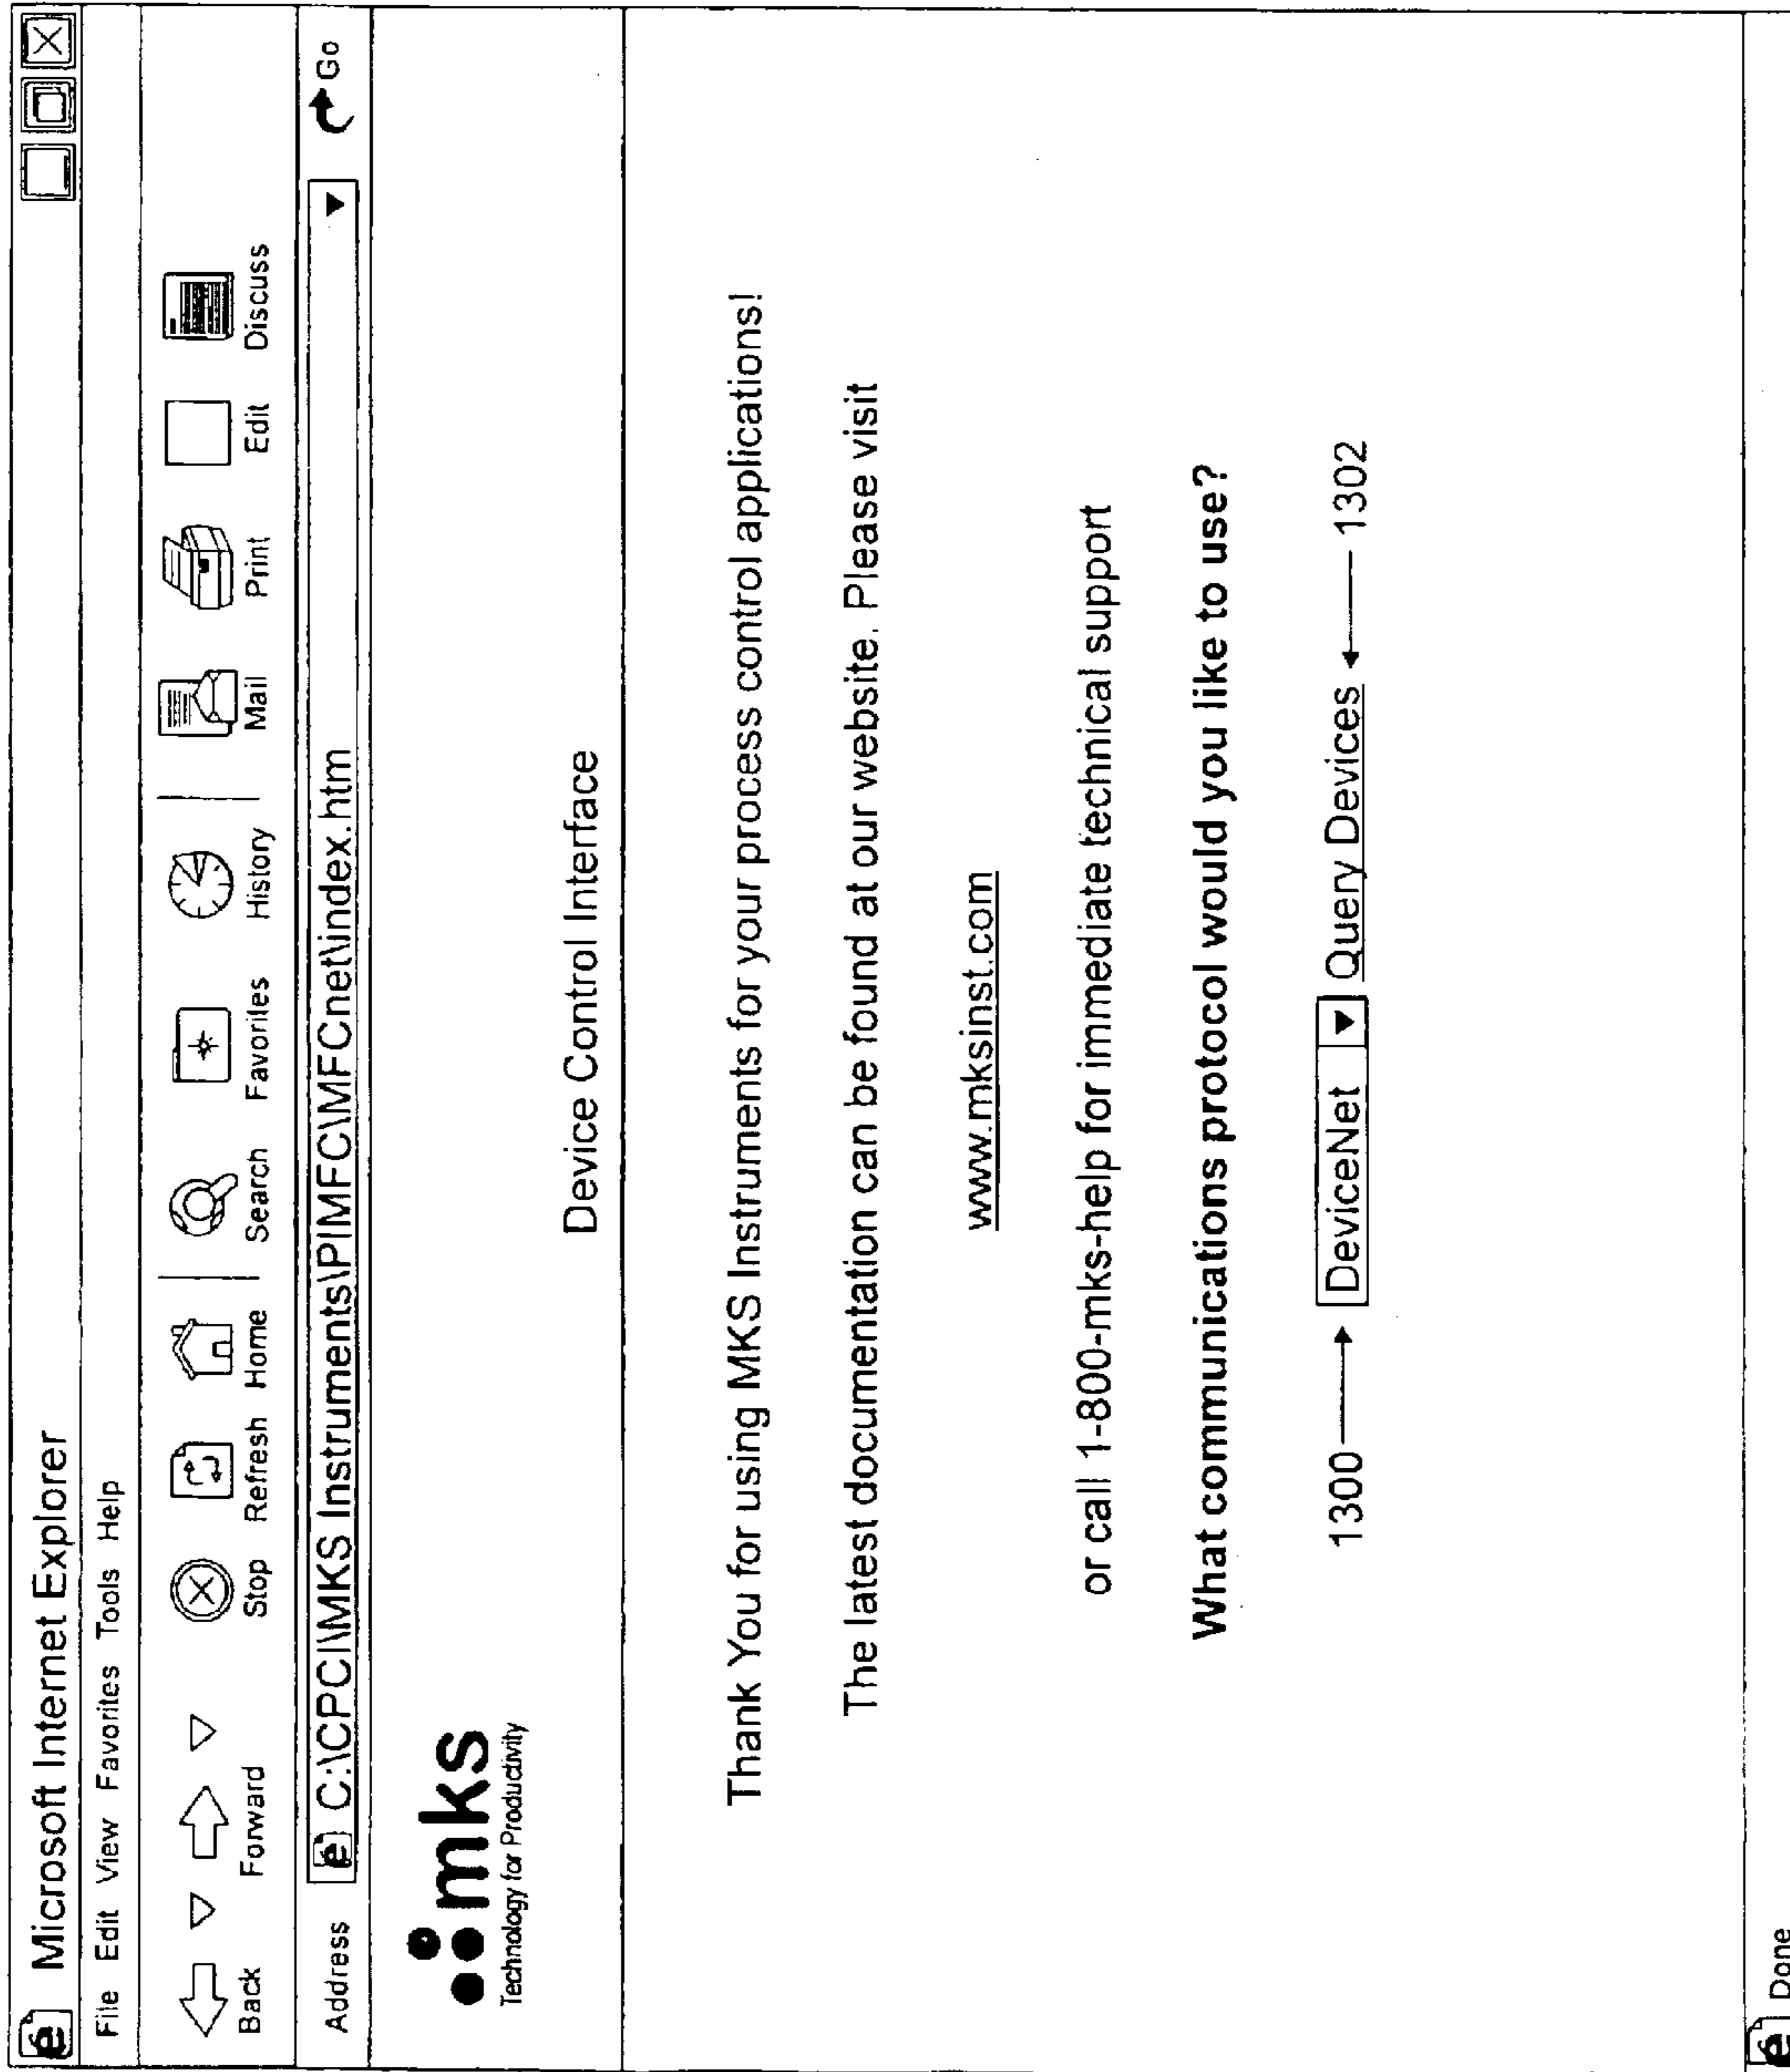 Microsoft Internet Explorer
File Edit View Favorites Tools Help
Back Forward Stop Refresh Home Search Favorites History Mail Print Edit Discuss
Address C:\CPCI\MKS Instruments\PIMFC\MFCnet\index.htm Go
mks
Technology for Productivity
Device Control Interface
Thank You for using MKS Instruments for your process control applications!
The latest documentation can be found at our website. Please visit
www.mksinst.com
or call 1-800-mks-help for immediate technical support
What communications protocol would you like to use?
1300 DeviceNet Query Devices 1302
Done